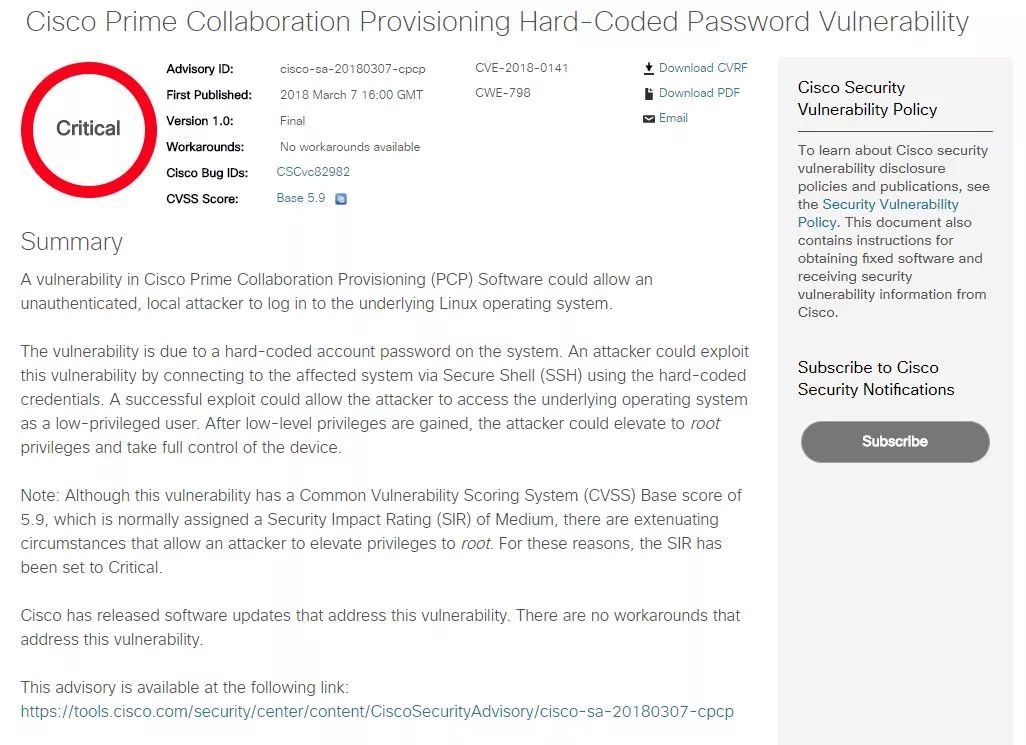 Cisco Prime Collaboration Provisioning Hard-Coded Password Vulnerability
Critical
Advisory ID: cisco-sa-20180307-cpcp
First Published: 2018 March 7 16:00 GMT
Version 1.0: Final
Workarounds: No workarounds available
Cisco Bug IDs: CSCvc82982
CVSS Score: Base 5.9
CVE-2018-0141
CWE-798
Download CVRF
Download PDF
Email
Summary
A vulnerability in Cisco Prime Collaboration Provisioning (PCP) Software could allow an
unauthenticated, local attacker to log in to the underlying Linux operating system.
The vulnerability is due to a hard-coded account password on the system. An attacker could exploit
this vulnerability by connecting to the affected system via Secure Shell (SSH) using the hard-coded
credentials. A successful exploit could allow the attacker to access the underlying operating system
as a low-privileged user. After low-level privileges are gained, the attacker could elevate to root
privileges and take full control of the device.
Note: Although this vulnerability has a Common Vulnerability Scoring System (CVSS) Base score of
5.9, which is normally assigned a Security Impact Rating (SIR) of Medium, there are extenuating
circumstances that allow an attacker to elevate privileges to root. For these reasons, the SIR has
been set to Critical.
Cisco has released software updates that address this vulnerability. There are no workarounds that
address this vulnerability.
This advisory is available at the following link:
https://tools.cisco.com/security/center/content/CiscoSecurityAdvisory/cisco-sa-20180307-cpcp
Cisco Security
Vulnerability Policy
To learn about Cisco security
vulnerability disclosure
policies and publications, see
the Security Vulnerability
Policy. This document also
contains instructions for
obtaining fixed software and
receiving security
vulnerability information from
Cisco.
Subscribe to Cisco
Security Notifications
Subscribe